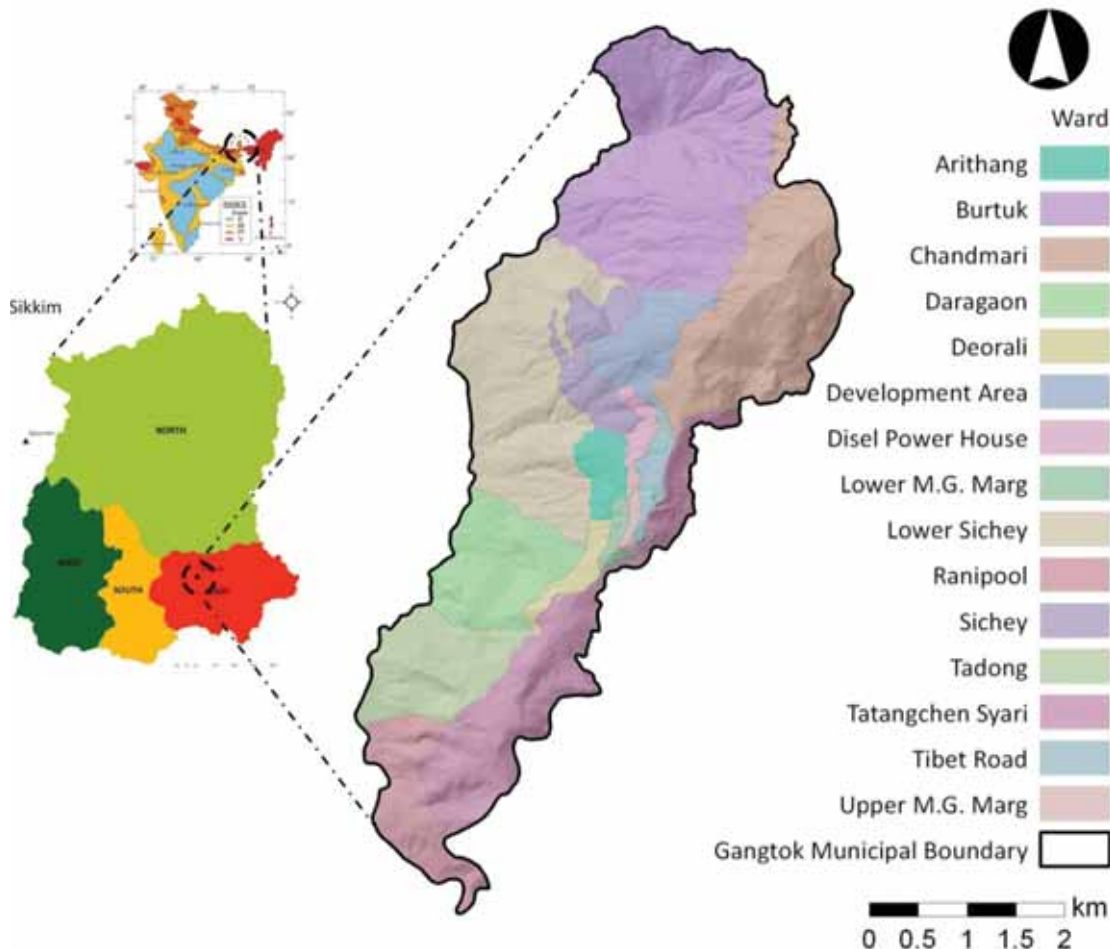 Sikkim
NORTH
SOUTH
Ward
Arithang
Burtuk
Chandmari
Daragaon
Deorali
Development Area
Disel Power House
Lower M.G. Marg
Lower Sichey
Ranipool
Sichey
Tadong
Tatangchen Syari
Tibet Road
Upper M.G. Marg
Gangtok Municipal Boundary
km
0 0.5 1 1.5 2